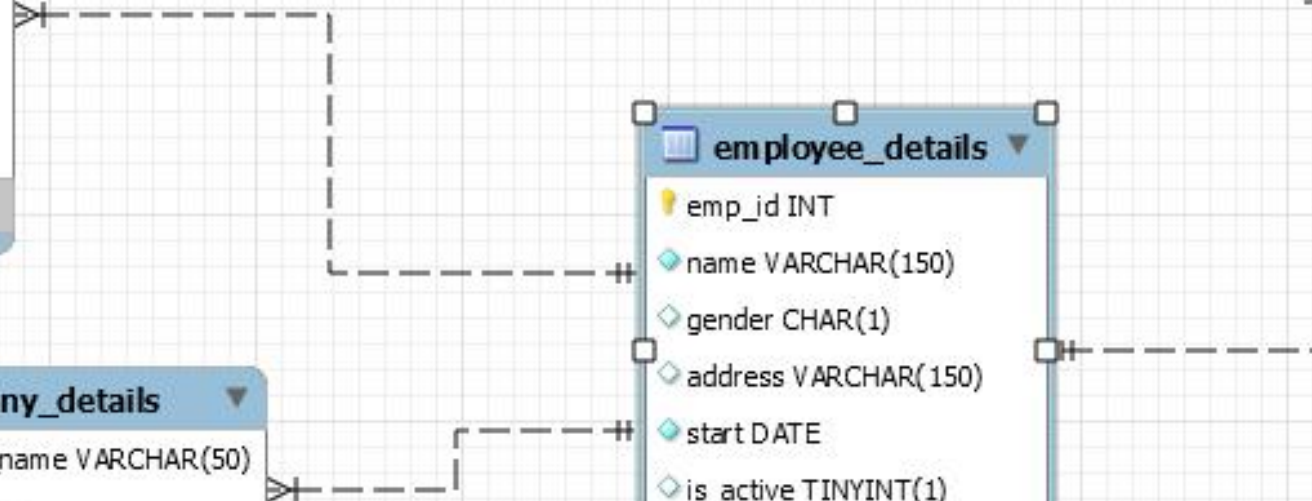 employee_details
emp_id INT
name VARCHAR(150)
gender CHAR(1)
address VARCHAR(150)
start DATE
is_active TINYINT(1)
ny_details
name VARCHAR(50)